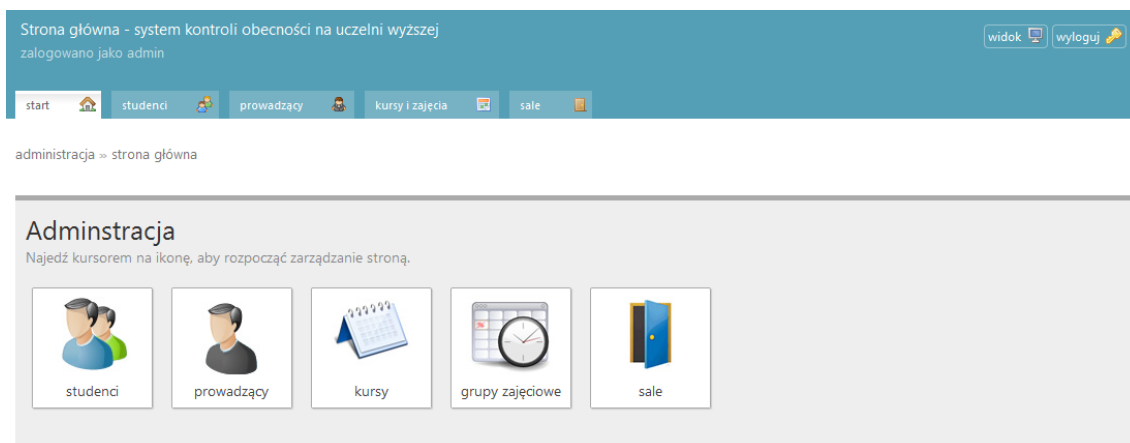 Strona główna - system kontroli obecności na uczelni wyższej
zalogowano jako admin
widok wyloguj
start studenci prowadzący kursy i zajęcia sale
administracja » strona główna
Adminstracja
Najedź kursorem na ikonę, aby rozpocząć zarządzanie stroną.
studenci prowadzący kursy grupy zajęciowe sale